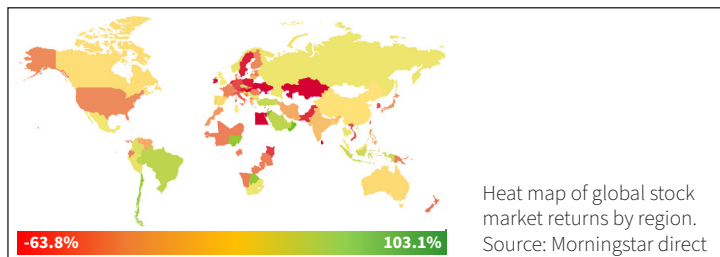 Heat map of global stock
market returns by region.
Source: Morningstar direct
-63.8% 103.1%